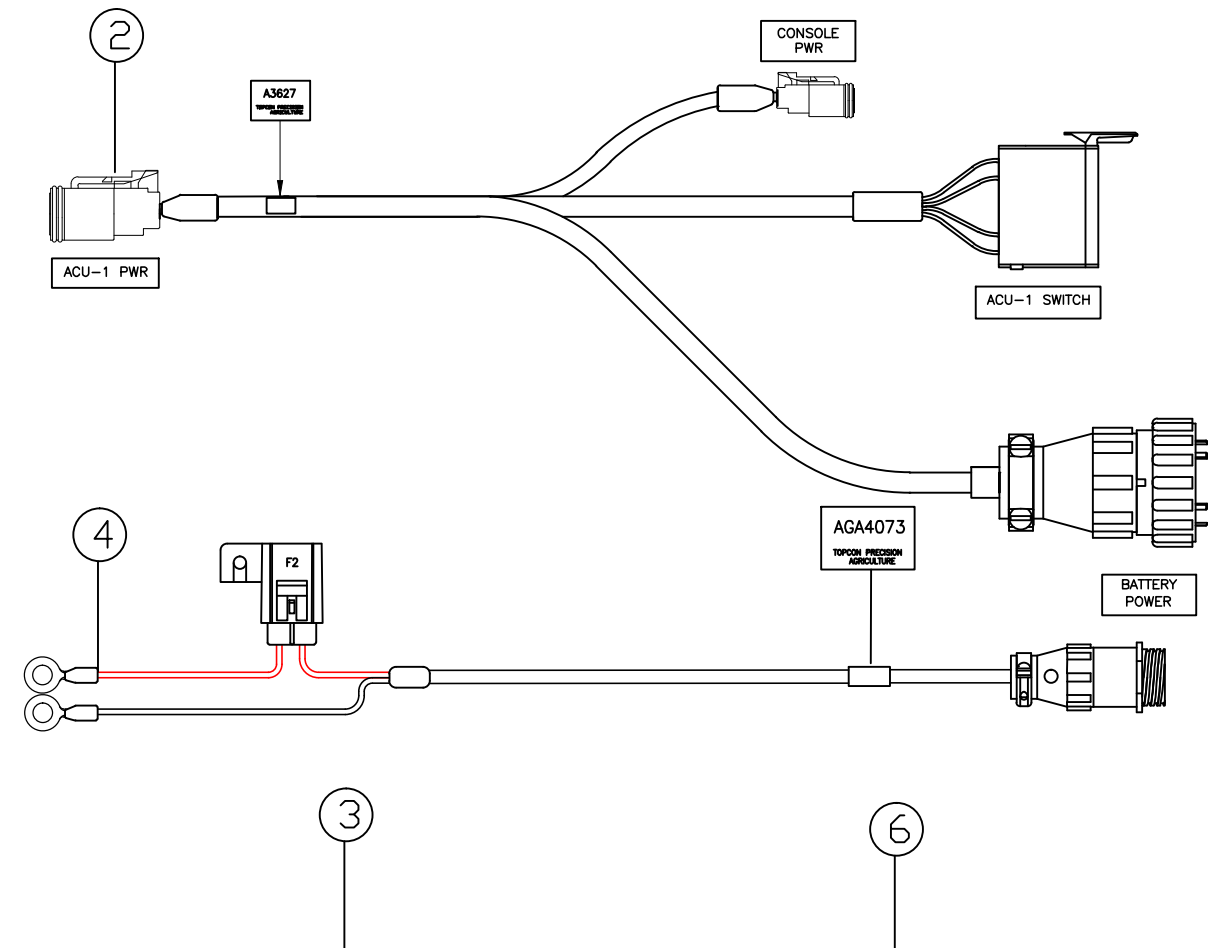 2
CONSOLE
PWR
A3627
TOPCON PRECISION
AGRICULTURE
ACU-1 PWR
ACU-1 SWITCH
4
F2
AGA4073
TOPCON PRECISION
AGRICULTURE
BATTERY
POWER
3
6